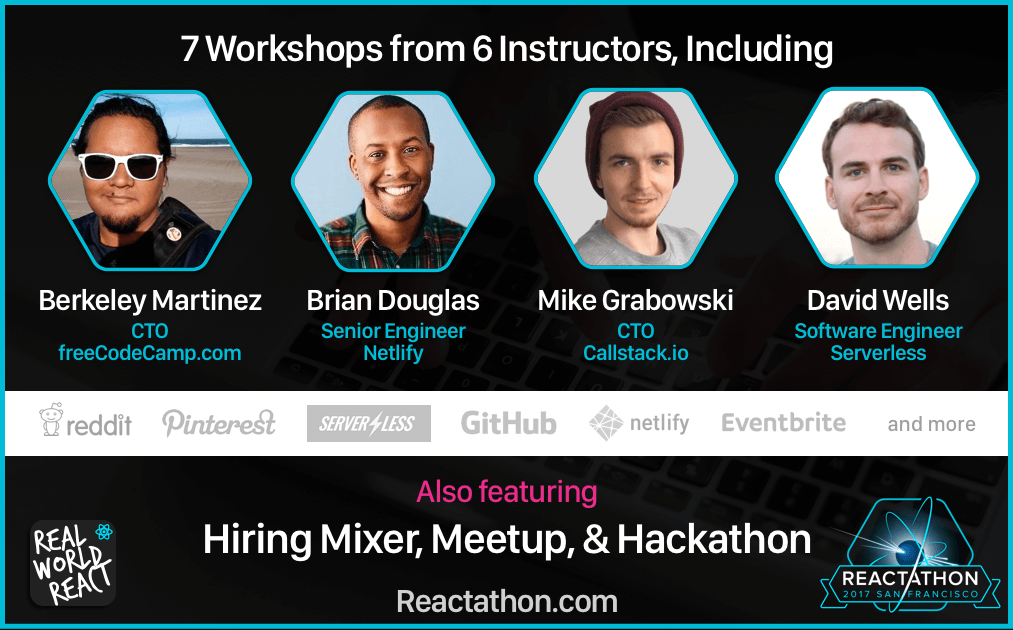 7 Workshops from 6 Instructors, Including
Berkeley Martinez
CTO
freeCodeCamp.com
Brian Douglas
Senior Engineer
Netlify
Mike Grabowski
CTO
Callstack.io
David Wells
Software Engineer
Serverless
reddit
Pinterest
SERVERLESS
GitHub
netlify
Eventbrite
and more
Also featuring
Hiring Mixer, Meetup, & Hackathon
REAL
WORLD
REACT
Reactathon.com
REACTATHON
2017 SAN FRANCISCO